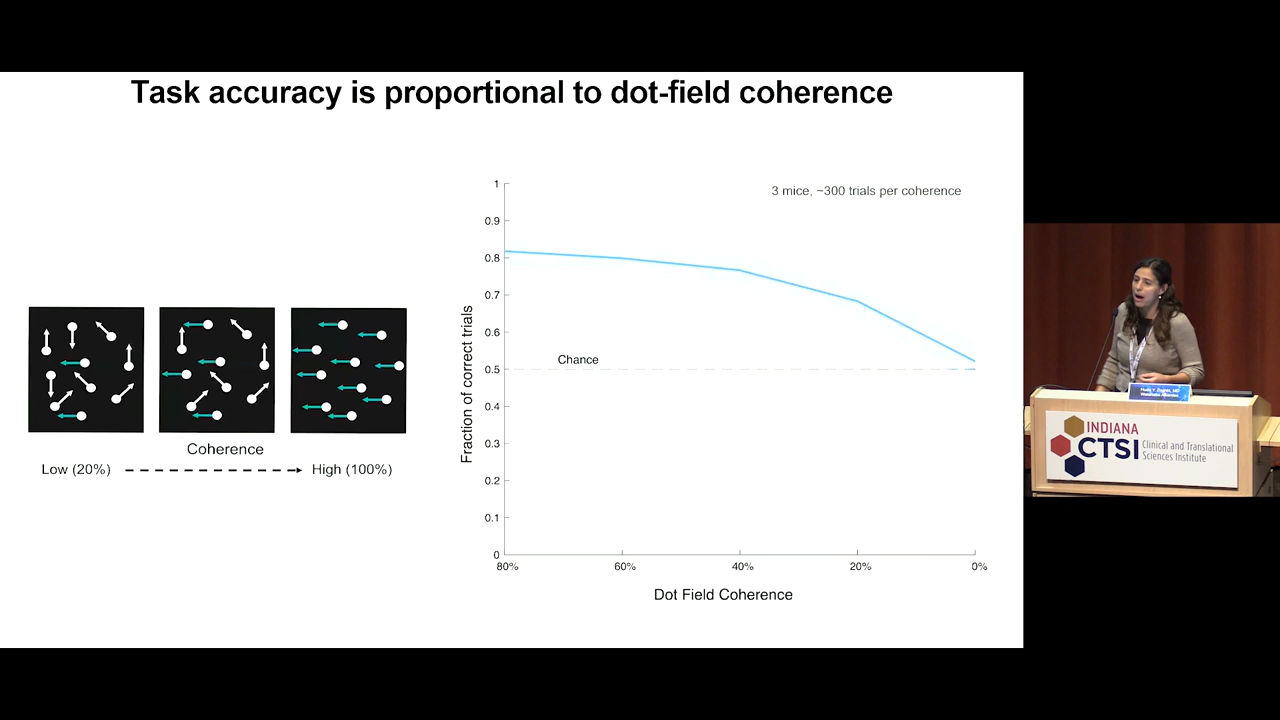 Task accuracy is proportional to dot-field coherence
3 mice, ~300 trials per coherence
Fraction of correct trials
1
0.9
0.8
0.7
0.6
0.5
0.4
0.3
0.2
0.1
0
Chance
80%
60%
40%
20%
0%
Dot Field Coherence
Coherence
Low (20%)
High (100%)
INDIANA
CTSI
Clinical and Translational
Sciences Institute